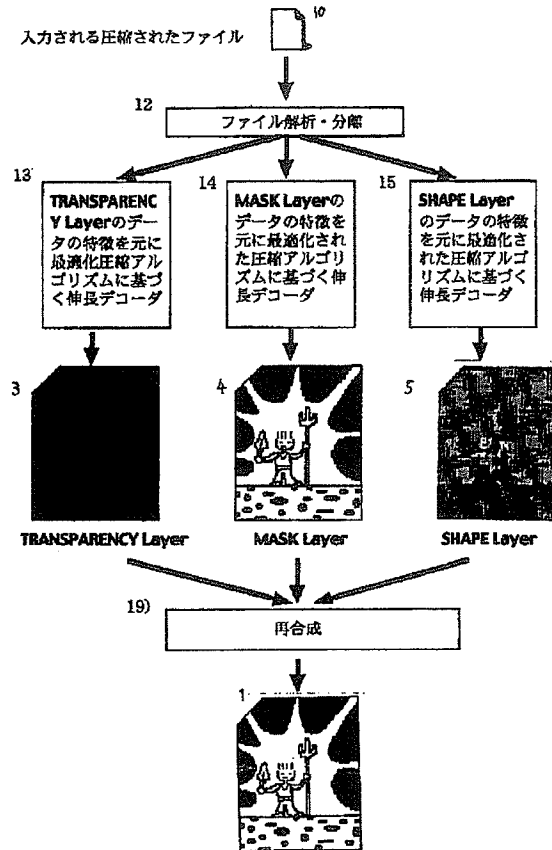 10
入力される圧縮されたファイル
12
ファイル解析・分離
13
TRANSPARENC
Y Layerのデー
タの特徴を元に
最適化圧縮アル
ゴリズムに基づ
く伸長デコーダ
14
MASK Layerの
データの特徴を
元に最適化され
た圧縮アルゴリ
ズムに基づく伸
長デコーダ
15
SHAPE Layer
のデータの特徴
を元に最適化さ
れた圧縮アルゴ
リズムに基づく
伸長デコーダ
3
4
5
TRANSPARENCY Layer
MASK Layer
SHAPE Layer
19)
再合成
1